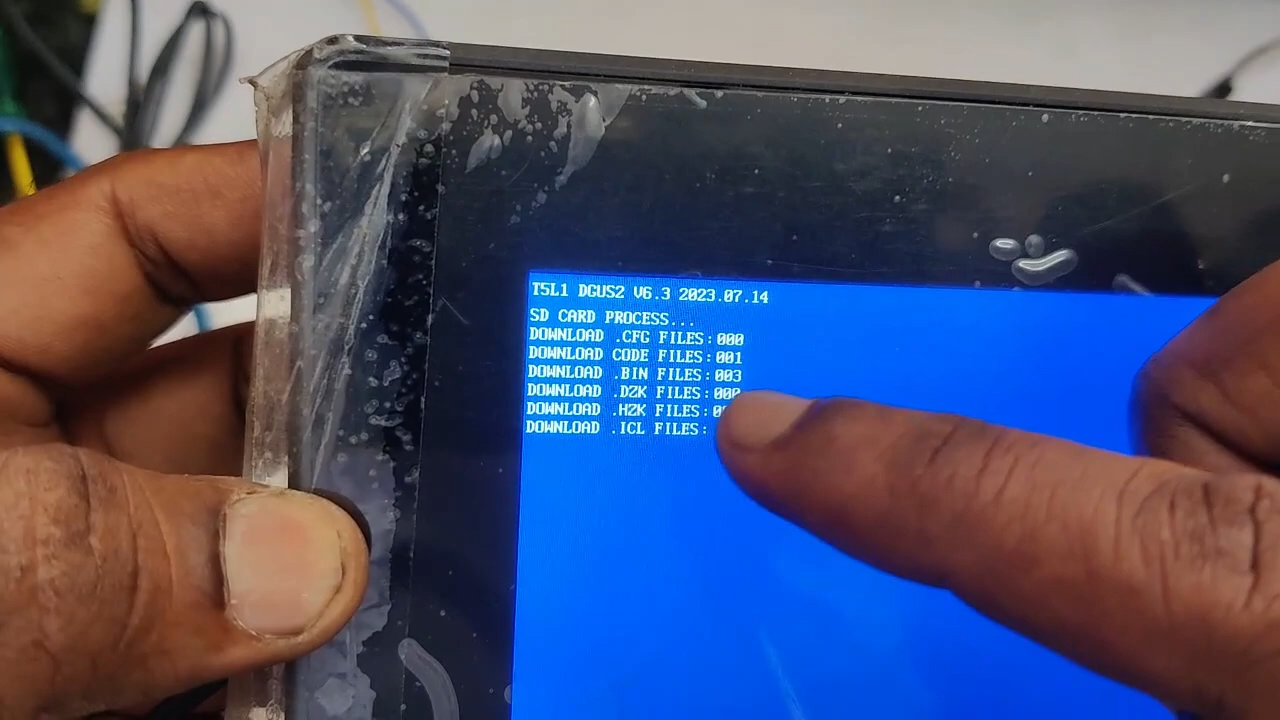 T5L1 DGUS2 V6.3 2023.07.14
SD CARD PROCESS...
DOWNLOAD .CFG FILES:000
DOWNLOAD CODE FILES:001
DOWNLOAD .BIN FILES:003
DOWNLOAD .DZK FILES:000
DOWNLOAD .HZK FILES:
DOWNLOAD .ICL FILES: